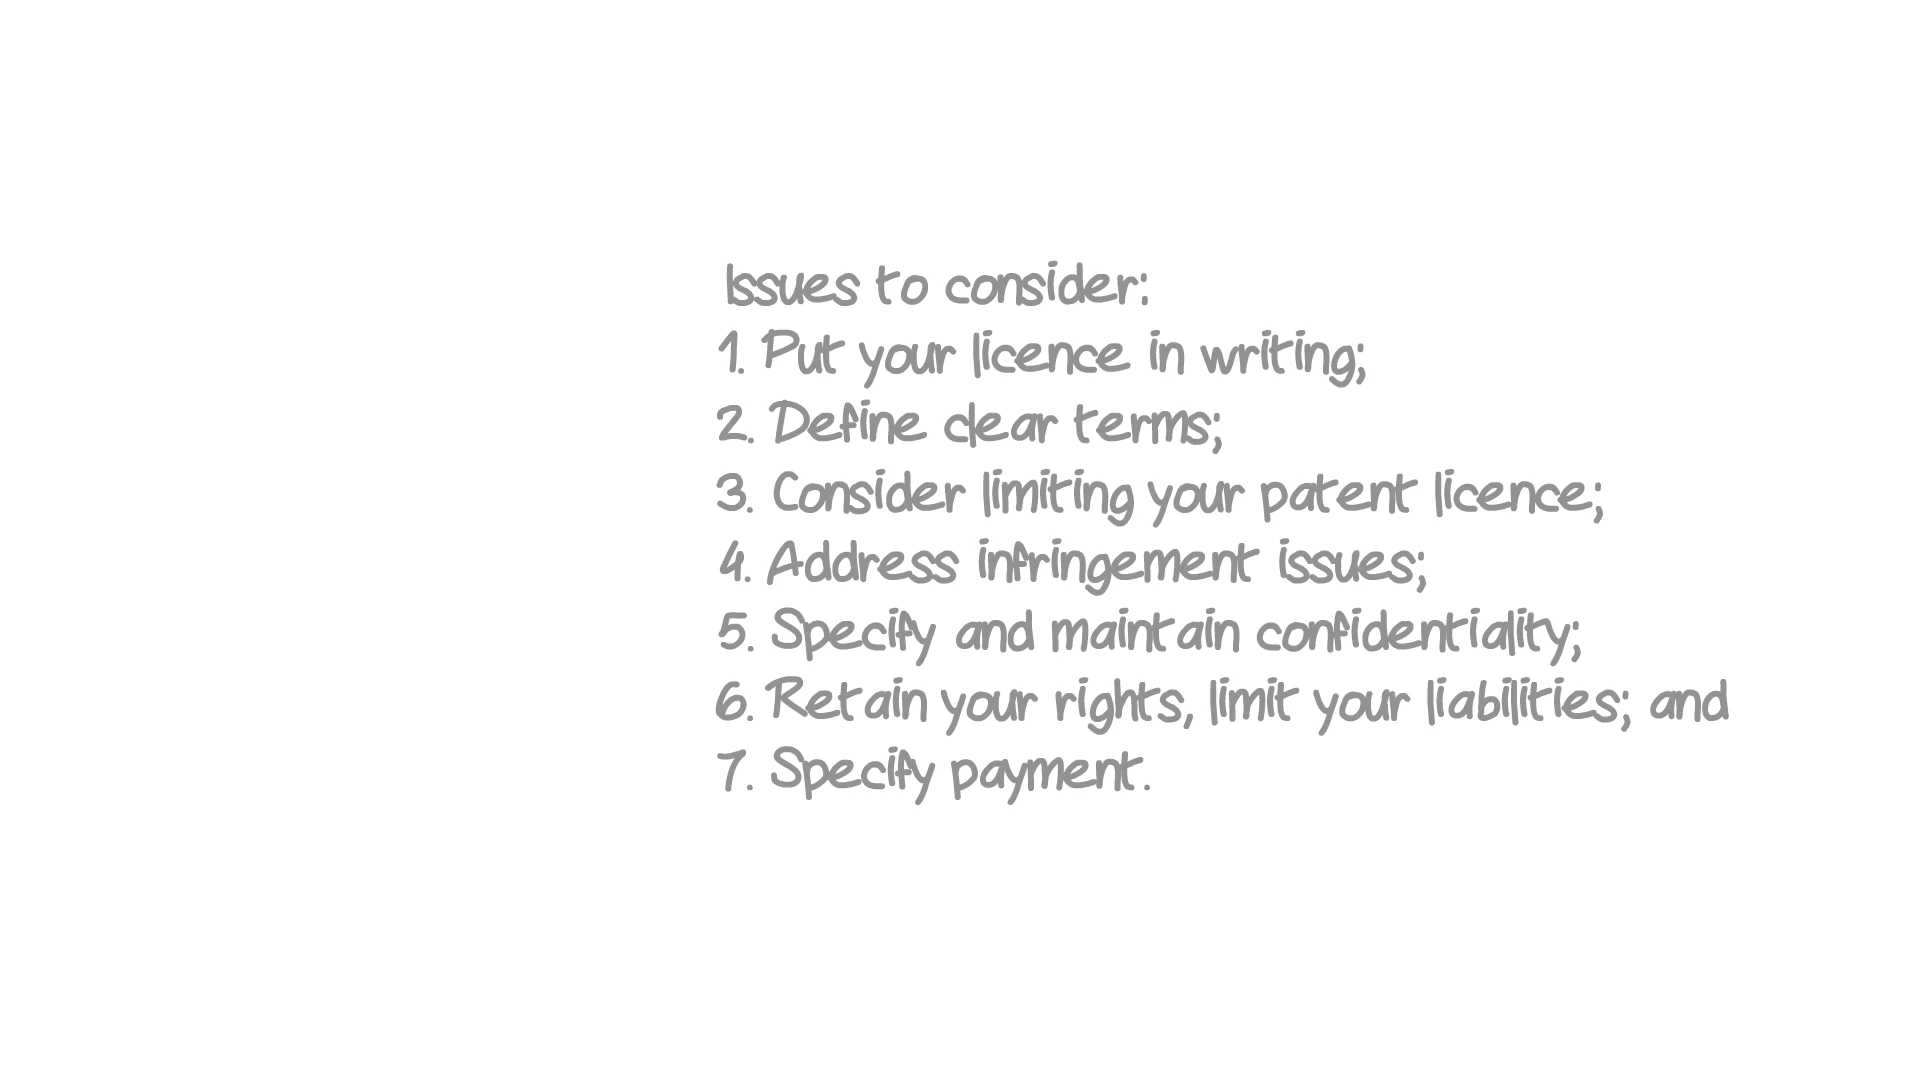 Issues to consider:
1. Put your licence in writing;
2. Define clear terms;
3. Consider limiting your patent licence;
4. Address infringement issues;
5. Specify and maintain confidentiality;
6. Retain your rights, limit your liabilities; and
7. Specify payment.